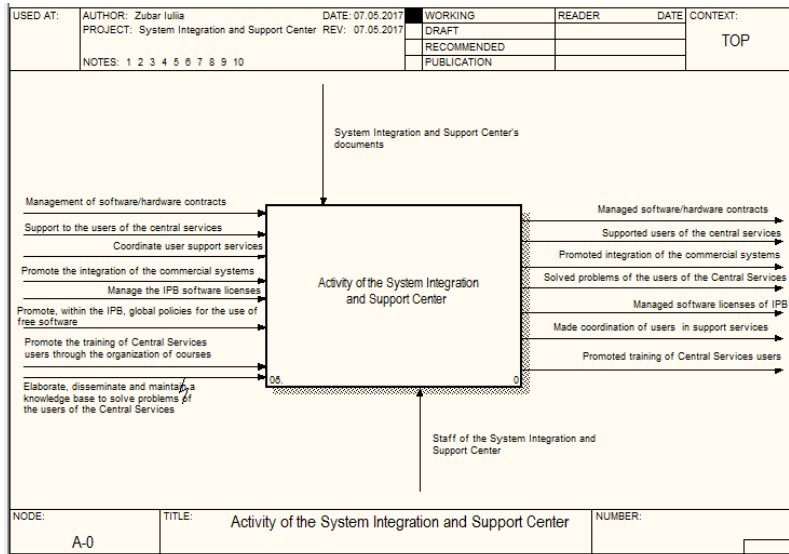 USED AT:
AUTHOR: Zubar Iuliia
DATE: 07.05.2017
PROJECT: System Integration and Support Center
REV: 07.05.2017
NOTES: 1 2 3 4 5 6 7 8 9 10
WORKING
DRAFT
RECOMMENDED
PUBLICATION
READER
DATE
CONTEXT:
TOP
System Integration and Support Center's
documents
Management of software/hardware contracts
Support to the users of the central services
Coordinate user support services
Promote the integration of the commercial systems
Manage the IPB software licenses
Promote, within the IPB, global policies for the use of
free software
Promote the training of Central Services
users through the organization of courses
Elaborate, disseminate and maintain a
knowledge base to solve problems of
the users of the Central Services
Activity of the System Integration
and Support Center
0р.
0
Managed software/hardware contracts
Supported users of the central services
Promoted integration of the commercial systems
Solved problems of the users of the Central Services
Managed software licenses of IPB
Made coordination of users in support services
Promoted training of Central Services users
Staff of the System Integration and
Support Center
NODE:
A-0
TITLE:
Activity of the System Integration and Support Center
NUMBER: